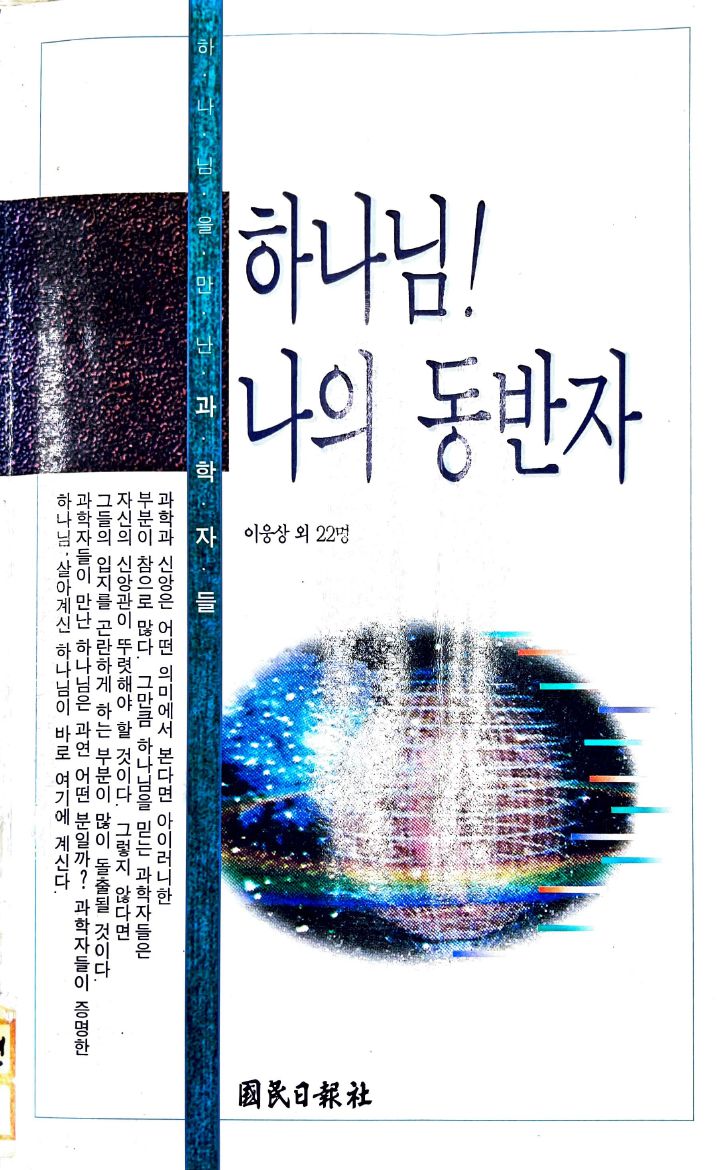 하·나·님·을·만·난·과·학·자·들
하나님!
나의 동반자
이웅상 외 22명
과학과 신앙은 어떤 의미에서 본다면 아이러니한
부분이 참으로 많다. 그만큼 하나님을 믿는 과학자들은
자신의 신앙관이 뚜렷해야 할 것이다. 그렇지 않다면
그들의 입지를 곤란하게 하는 부분이 많이 돌출될 것이다.
과학자들이 만난 하나님은 과연 어떤 분일까? 과학자들이 증명한
하나님, 살아계신 하나님이 바로 여기에 계신다.
國民日報社